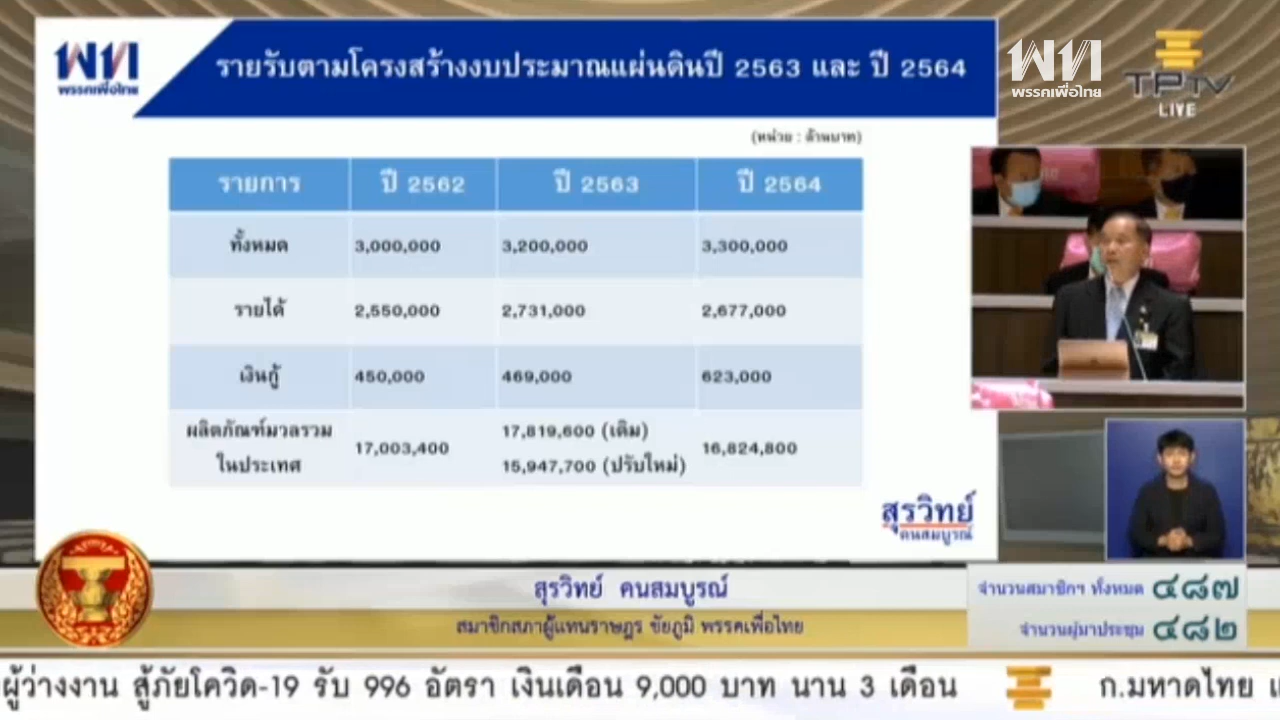 พท
พรรคเพื่อไทย
รายรับตามโครงสร้างงบประมาณแผ่นดินปี 2563 และ ปี 2564
พท
พรรคเพื่อไทย
TPTV
LIVE
(หน่วย : ล้านบาท)
รายการ ปี 2562 ปี 2563 ปี 2564
ทั้งหมด 3,000,000 3,200,000 3,300,000
รายได้ 2,550,000 2,731,000 2,677,000
เงินกู้ 450,000 469,000 623,000
ผลิตภัณฑ์มวลรวม
ในประเทศ 17,003,400 17,819,600 (เดิม) 16,824,800
15,947,700 (ปรับใหม่)
สุรวิทย์
คนสมบูรณ์
สุรวิทย์ คนสมบูรณ์
สมาชิกสภาผู้แทนราษฎร ชัยภูมิ พรรคเพื่อไทย
จำนวนสมาชิกฯ ทั้งหมด ๔๘๗
จำนวนผู้มาประชุม ๔๘๒
ผู้ว่างงาน สู้ภัยโควิด-19 รับ 996 อัตรา เงินเดือน 9,000 บาท นาน 3 เดือน ก.มหาดไทย